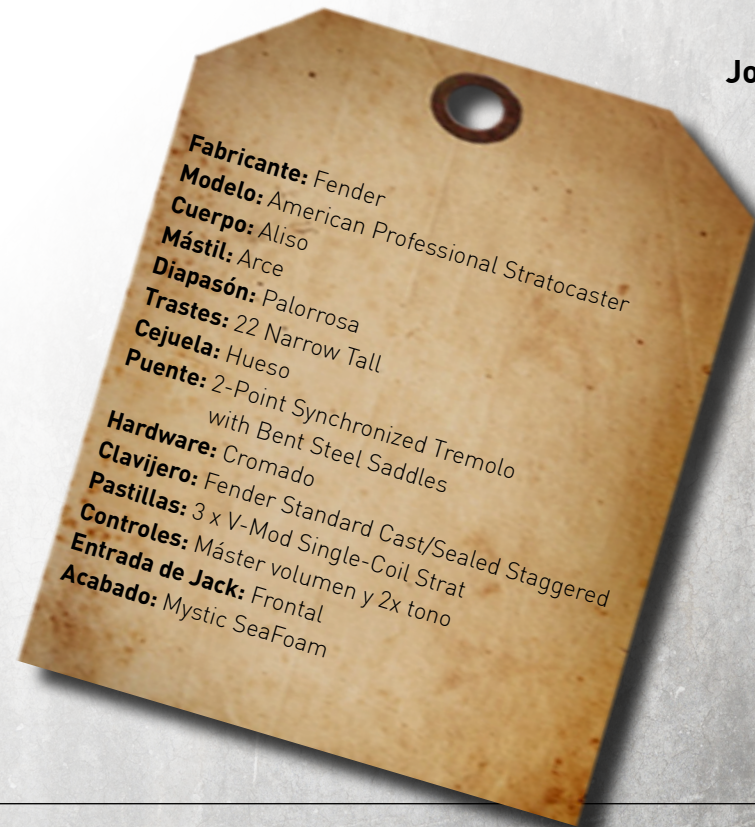 Jo
Fabricante: Fender
Modelo: American Professional Stratocaster
Cuerpo: Aliso
Mástil: Arce
Diapasón: Palorrosa
Trastes: 22 Narrow Tall
Cejuela: Hueso
Puente: 2-Point Synchronized Tremolo
with Bent Steel Saddles
Hardware: Cromado
Clavijero: Fender Standard Cast/Sealed Staggered
Pastillas: 3 x V-Mod Single-Coil Strat
Controles: Máster volumen y 2x tono
Entrada de Jack: Frontal
Acabado: Mystic SeaFoam